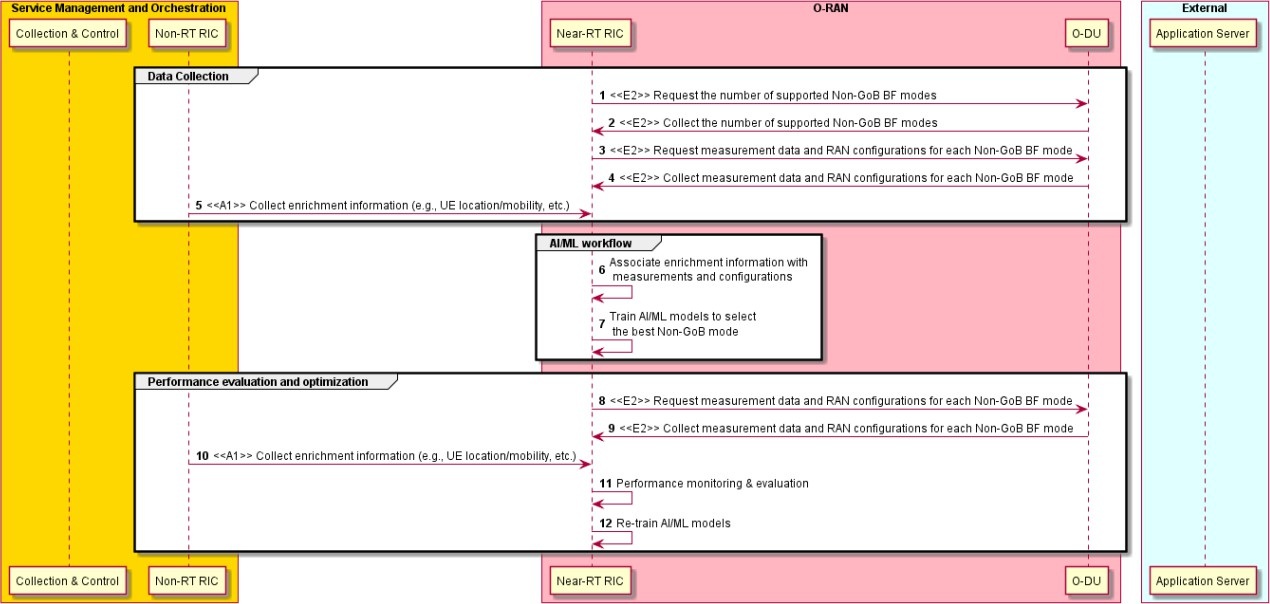 Service Management and Orchestration
O-RAN
External
Collection & Control
Non-RT RIC
Near-RT RIC
O-DU
Application Server
Data Collection
1 <<E2>> Request the number of supported Non-GoB BF modes
2 <<E2>> Collect the number of supported Non-GoB BF modes
3 <<E2>> Request measurement data and RAN configurations for each Non-GoB BF mode
4 <<E2>> Collect measurement data and RAN configurations for each Non-GoB BF mode
5 <<A1>> Collect enrichment information (e.g., UE location/mobility, etc.)
AI/ML workflow
6 Associate enrichment information with
measurements and configurations
7 Train AI/ML models to select
the best Non-GoB mode
Performance evaluation and optimization
8 <<E2>> Request measurement data and RAN configurations for each Non-GoB BF mode
9 <<E2>> Collect measurement data and RAN configurations for each Non-GoB BF mode
10 <<A1>> Collect enrichment information (e.g., UE location/mobility, etc.)
11 Performance monitoring & evaluation
12 Re-train AI/ML models
Collection & Control
Non-RT RIC
Near-RT RIC
O-DU
Application Server